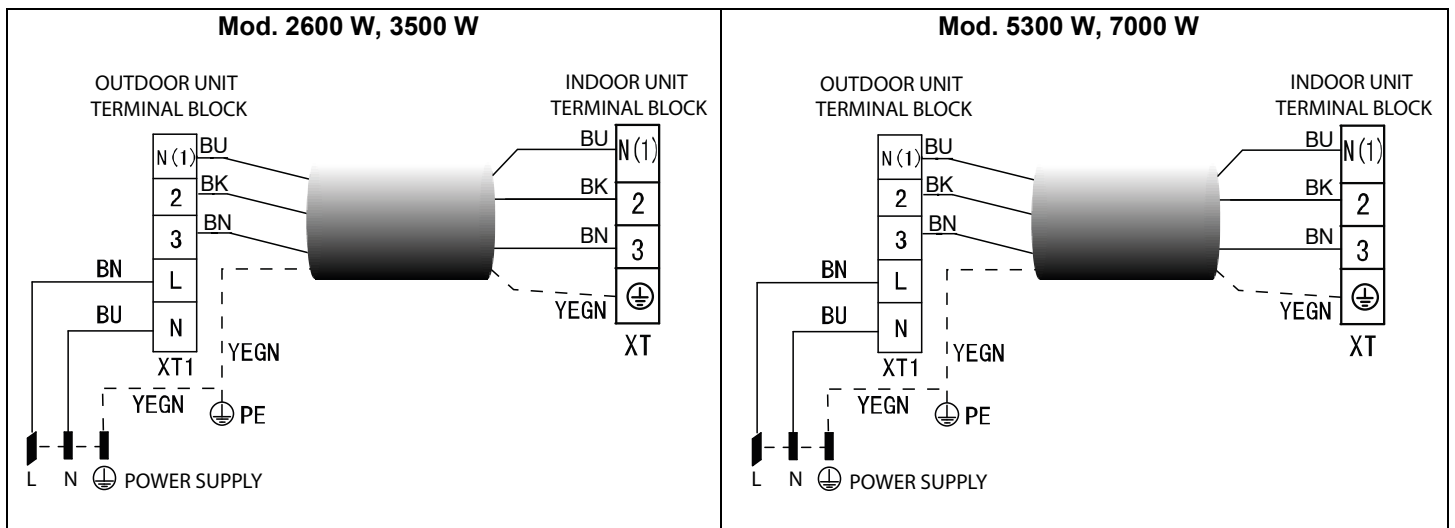 Mod. 2600 W, 3500 W
OUTDOOR UNIT
TERMINAL BLOCK
INDOOR UNIT
TERMINAL BLOCK
N(1)
BU
BU
N(1)
2
BK
BK
2
3
BN
BN
3
BN
L
YEGN
BU
N
YEGN
XT1
XT
YEGN
PE
L
N
POWER SUPPLY
Mod. 5300 W, 7000 W
OUTDOOR UNIT
TERMINAL BLOCK
INDOOR UNIT
TERMINAL BLOCK
N(1)
BU
BU
N(1)
2
BK
BK
2
3
BN
BN
3
BN
L
YEGN
BU
N
YEGN
XT1
XT
YEGN
PE
L
N
POWER SUPPLY